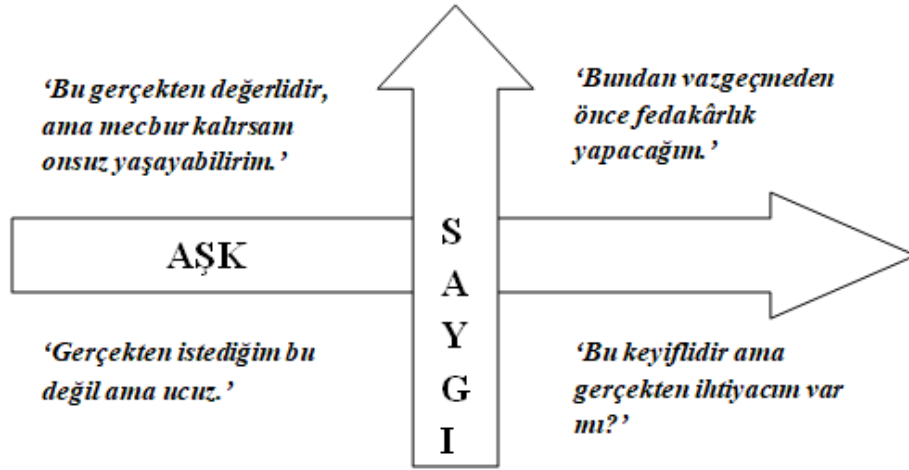 ‘Bu gerçekten değerlidir,
ama mecbur kalırsam
onsuz yaşayabilirim.’
‘Bundan vazgeçmeden
önce fedakârlık
yapacağım.’
AŞK
S
A
Y
G
I
‘Gerçekten istediğim bu
değil ama ucuz.’
‘Bu keyiflidir ama
gerçekten ihtiyacım var
mı?’